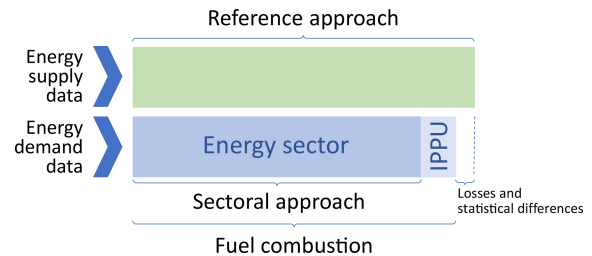 Reference approach
Energy
supply
data
Energy
demand
data
Energy sector
IPPU
Sectoral approach
Losses and
statistical differences
Fuel combustion